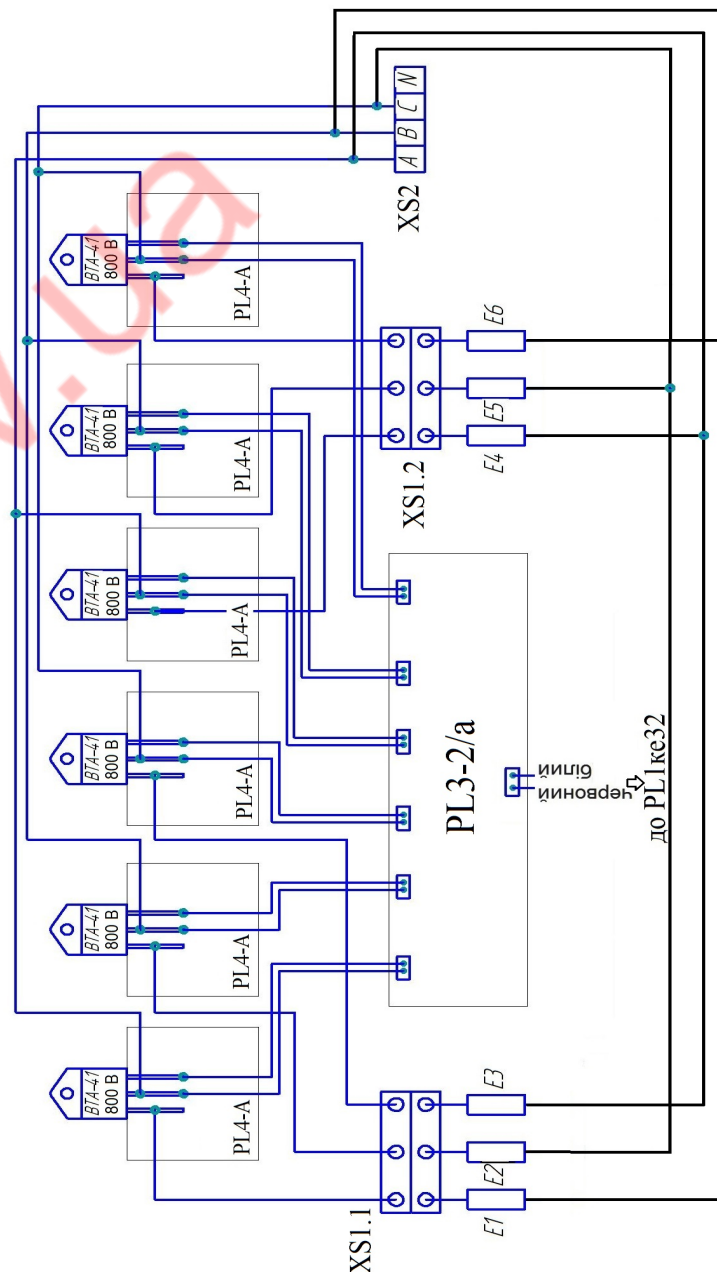 .ua
A B C N
XS2
BTA-41
800 В
PL4-A
BTA-41
800 В
PL4-A
BTA-41
800 В
PL4-A
BTA-41
800 В
PL4-A
BTA-41
800 В
PL4-A
BTA-41
800 В
PL4-A
E6
E5
E4
XS1.2
PL3-2/a
білий
червоний
до PL1ке32
E3
E2
E1
XS1.1